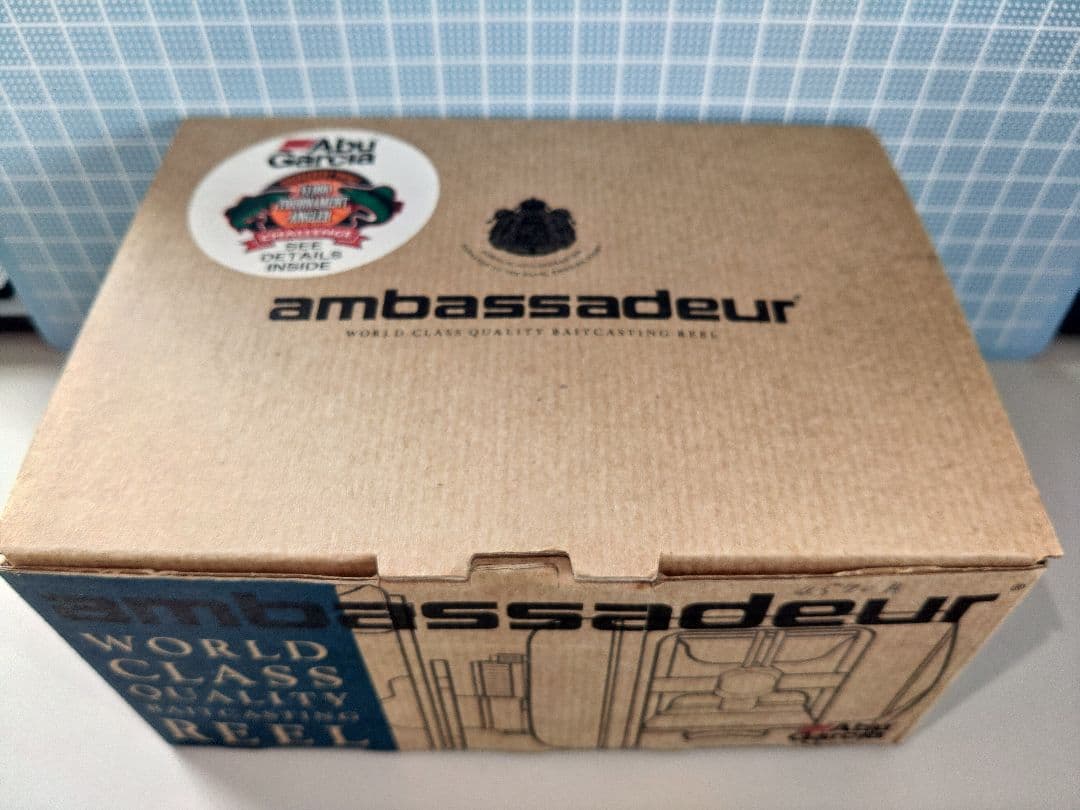 Abu
Garcia
TOURNAMENT
ANGLER
CHALLENGE
SEE
DETAILS
INSIDE
ambassadeur
WORLD CLASS QUALITY BAITCASTING REEL
ambassadeur®
WORLD
CLASS
QUALITY
BAITCASTING
REEL
Abu
Garcia